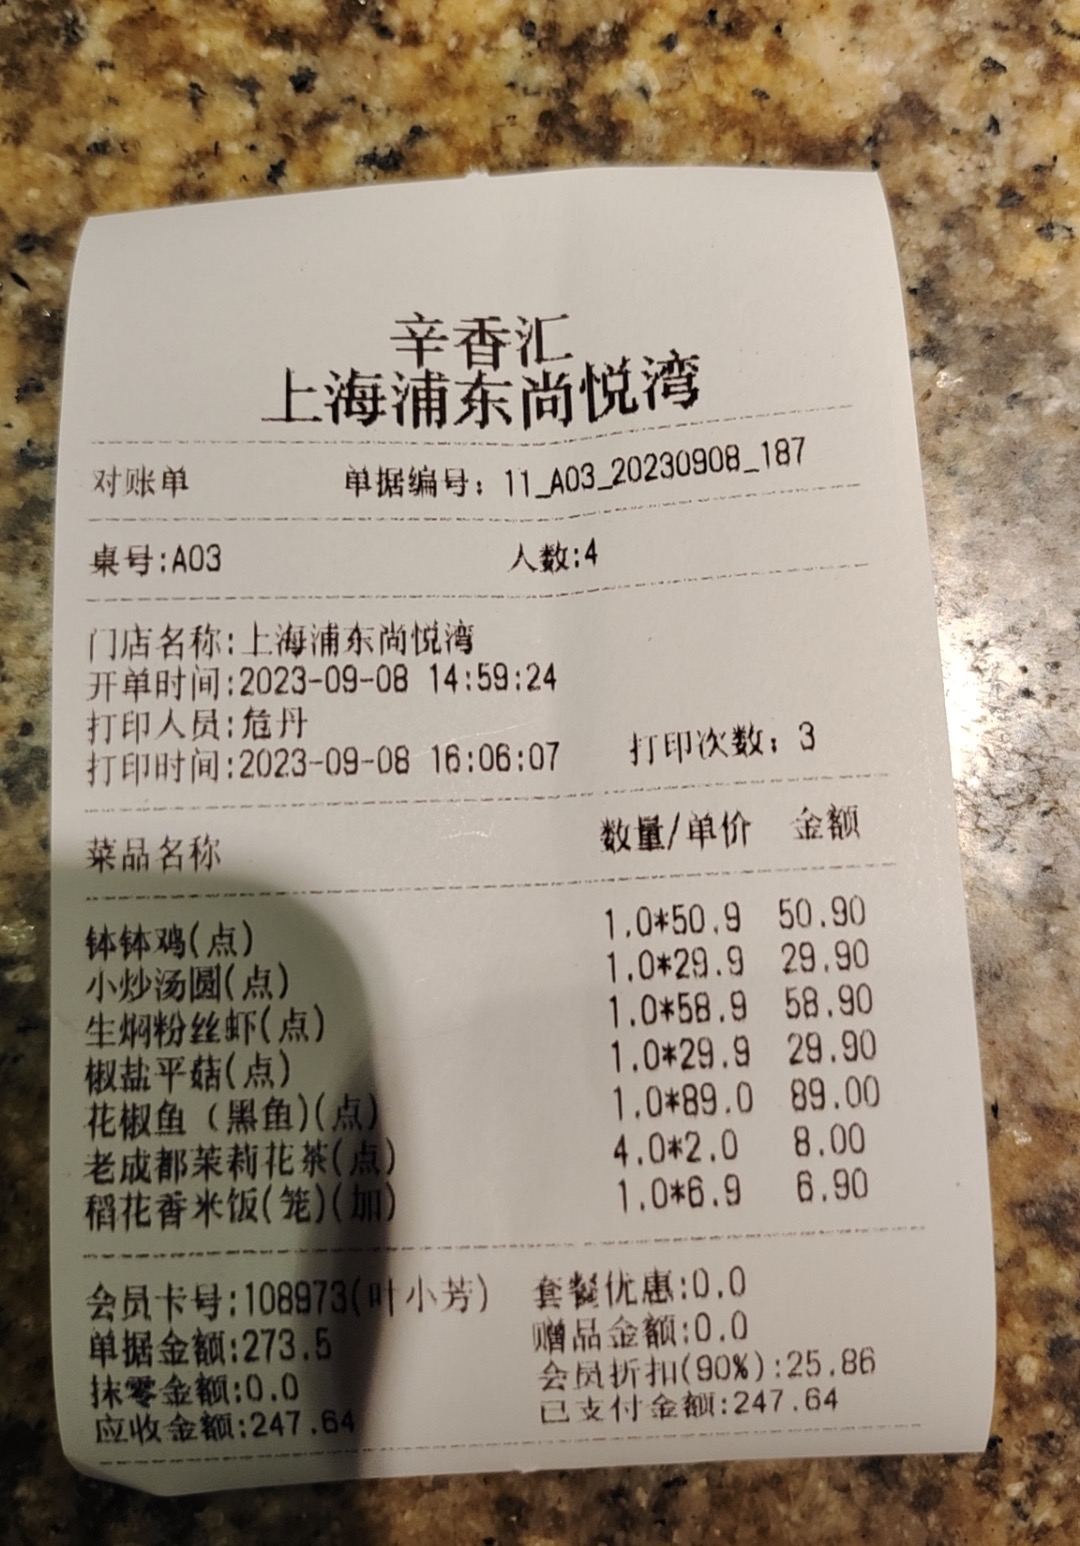 辛香汇
上海浦东尚悦湾
对账单 单据编号：11_A03_20230908_187
桌号:A03 人数:4
门店名称:上海浦东尚悦湾
开单时间:2023-09-08 14:59:24
打印人员:危丹
打印时间:2023-09-08 16:06:07 打印次数：3
菜品名称 数量/单价 金额
钵钵鸡(点) 1.0*50.9 50.90
小炒汤圆(点) 1.0*29.9 29.90
生焖粉丝虾(点) 1.0*58.9 58.90
椒盐平菇(点) 1.0*29.9 29.90
花椒鱼（黑鱼)(点) 1.0*89.0 89.00
老成都茉莉花茶(点) 4.0*2.0 8.00
稻花香米饭(笼)(加) 1.0*6.9 6.90
会员卡号:108973(叶小芳) 套餐优惠:0.0
单据金额:273.5 赠品金额:0.0
抹零金额:0.0 会员折扣(90%):25.86
应收金额:247.64 已支付金额:247.64